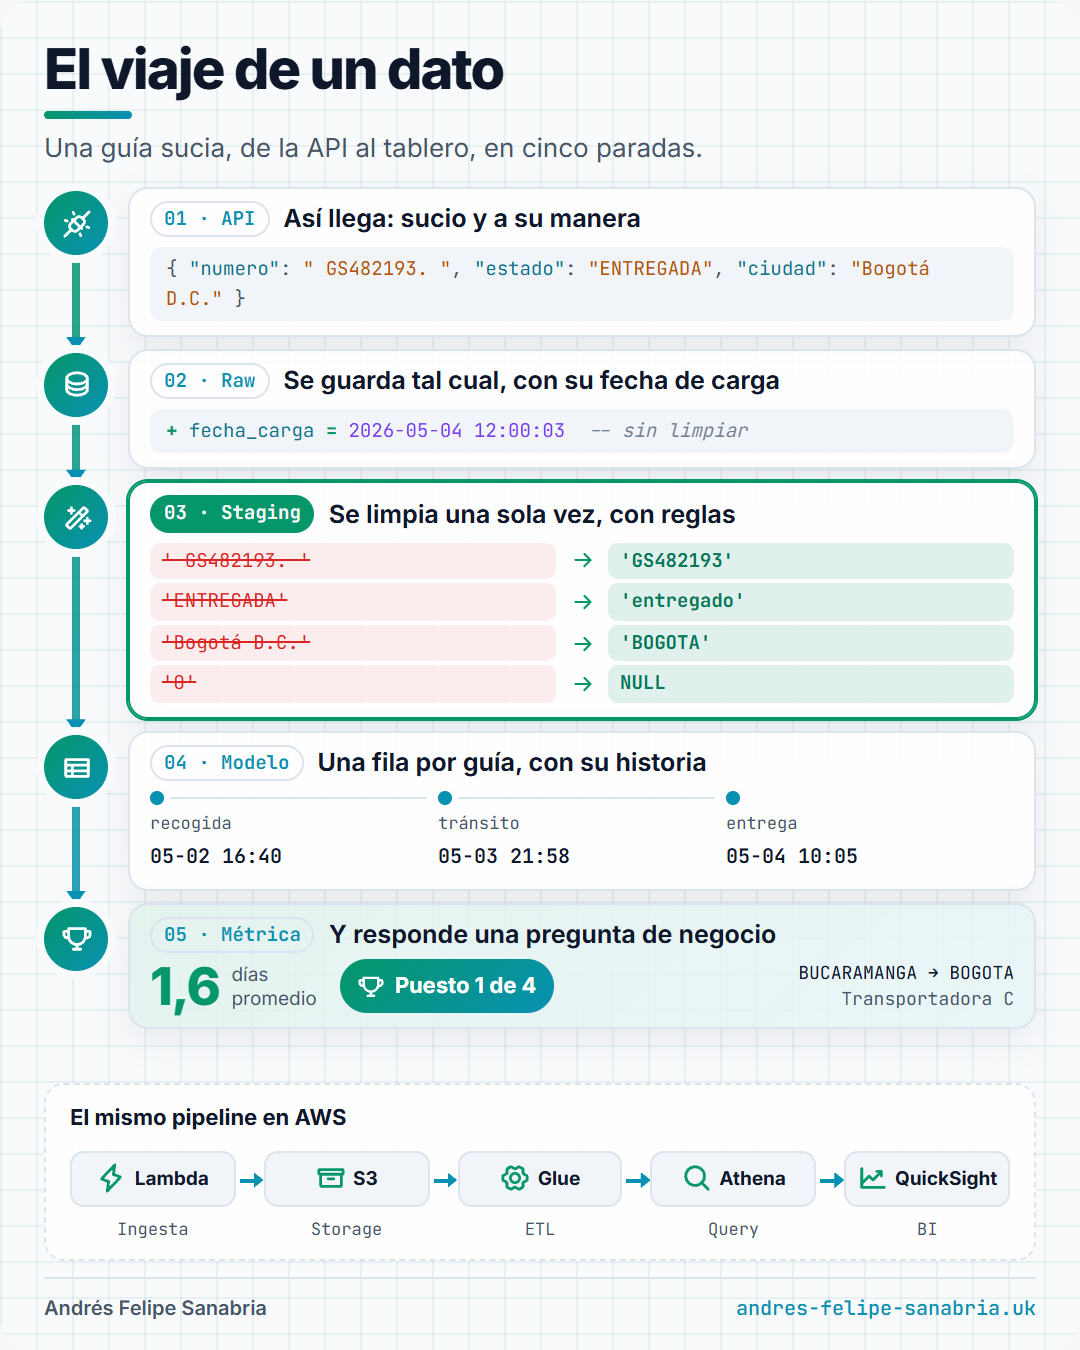 El viaje de un dato
Una guía sucia, de la API al tablero, en cinco paradas.
01 · API Así llega: sucio y a su manera
{ "numero": " GS482193. ", "estado": "ENTREGADA", "ciudad": "Bogotá
D.C." }
02 · Raw Se guarda tal cual, con su fecha de carga
+ fecha_carga = 2026-05-04 12:00:03 -- sin limpiar
03 · Staging Se limpia una sola vez, con reglas
' GS482193. ' → 'GS482193'
'ENTREGADA' → 'entregado'
'Bogotá D.C.' → 'BOGOTA'
'0' → NULL
04 · Modelo Una fila por guía, con su historia
recogida tránsito entrega
05-02 16:40 05-03 21:58 05-04 10:05
05 · Métrica Y responde una pregunta de negocio
1,6 días promedio Puesto 1 de 4
BUCARAMANGA → BOGOTA
Transportadora C
El mismo pipeline en AWS
Lambda S3 Glue Athena QuickSight
Ingesta Storage ETL Query BI
Andrés Felipe Sanabria andres-felipe-sanabria.uk